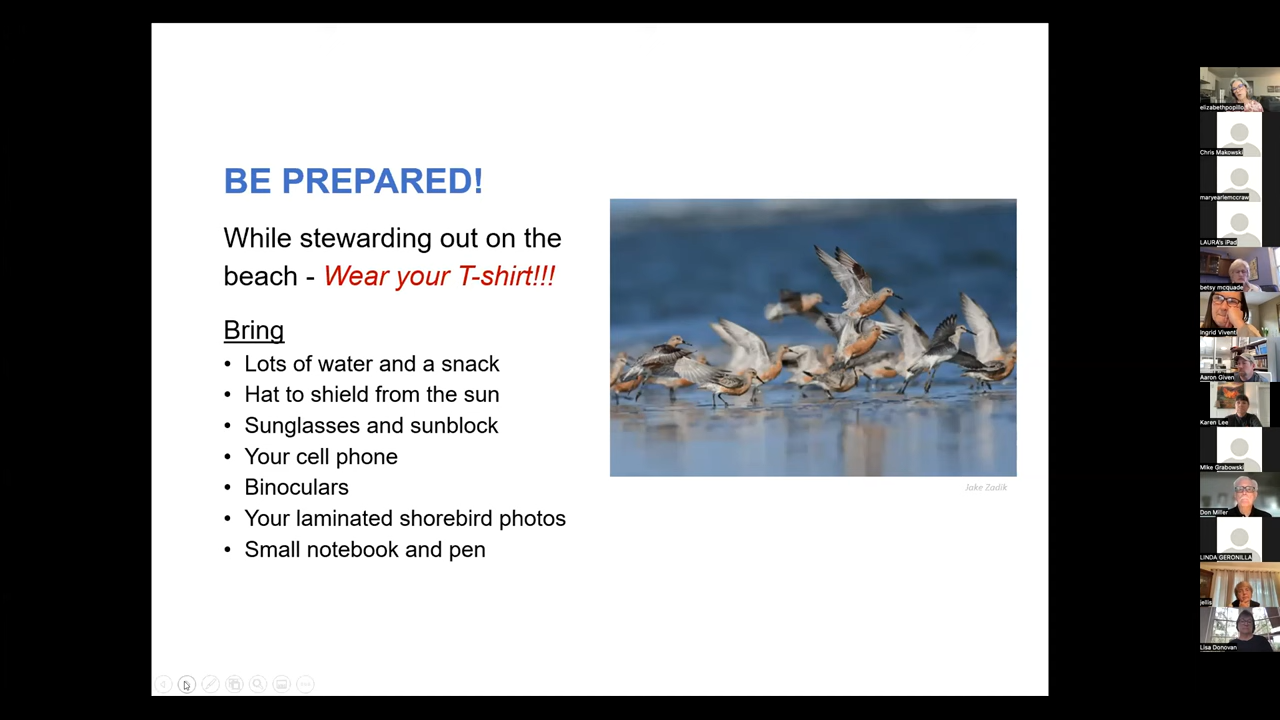 BE PREPARED!
While stewarding out on the
beach - Wear your T-shirt!!!
Bring
• Lots of water and a snack
• Hat to shield from the sun
• Sunglasses and sunblock
• Your cell phone
• Binoculars
• Your laminated shorebird photos
• Small notebook and pen
Jake Zadik
elizabethpopillo
Chris Makowski
maryearlemccraw
LAURA's iPad
betsy mcquade
Ingrid Viventi
Aaron Given
Karen Lee
Mike Grabowski
Don Miller
LINDA GERONILLA
jellis
Lisa Donovan